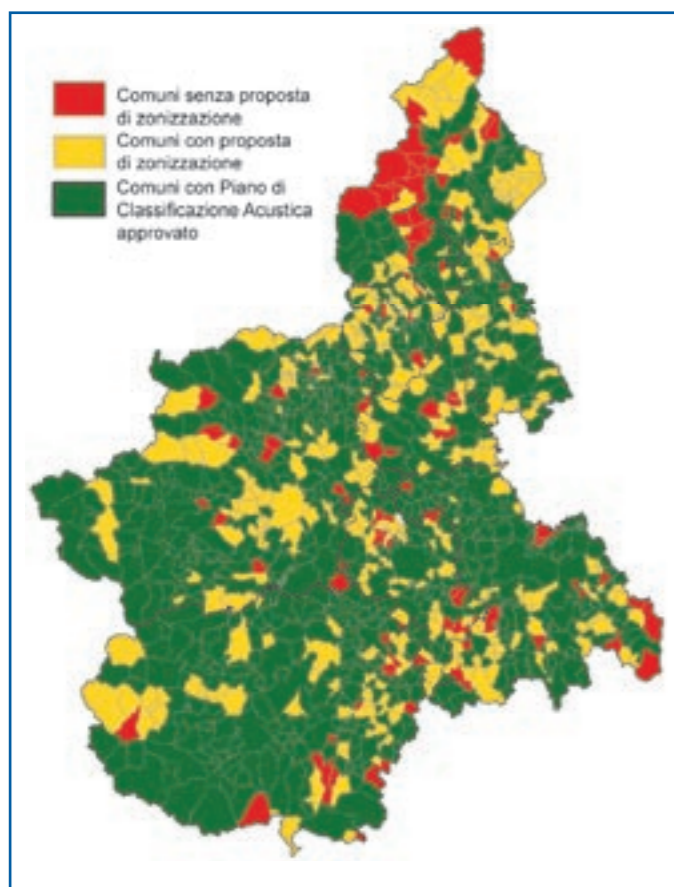 Comuni senza proposta
di zonizzazione
Comuni con proposta
di zonizzazione
Comuni con Piano di
Classificazione Acustica
approvato